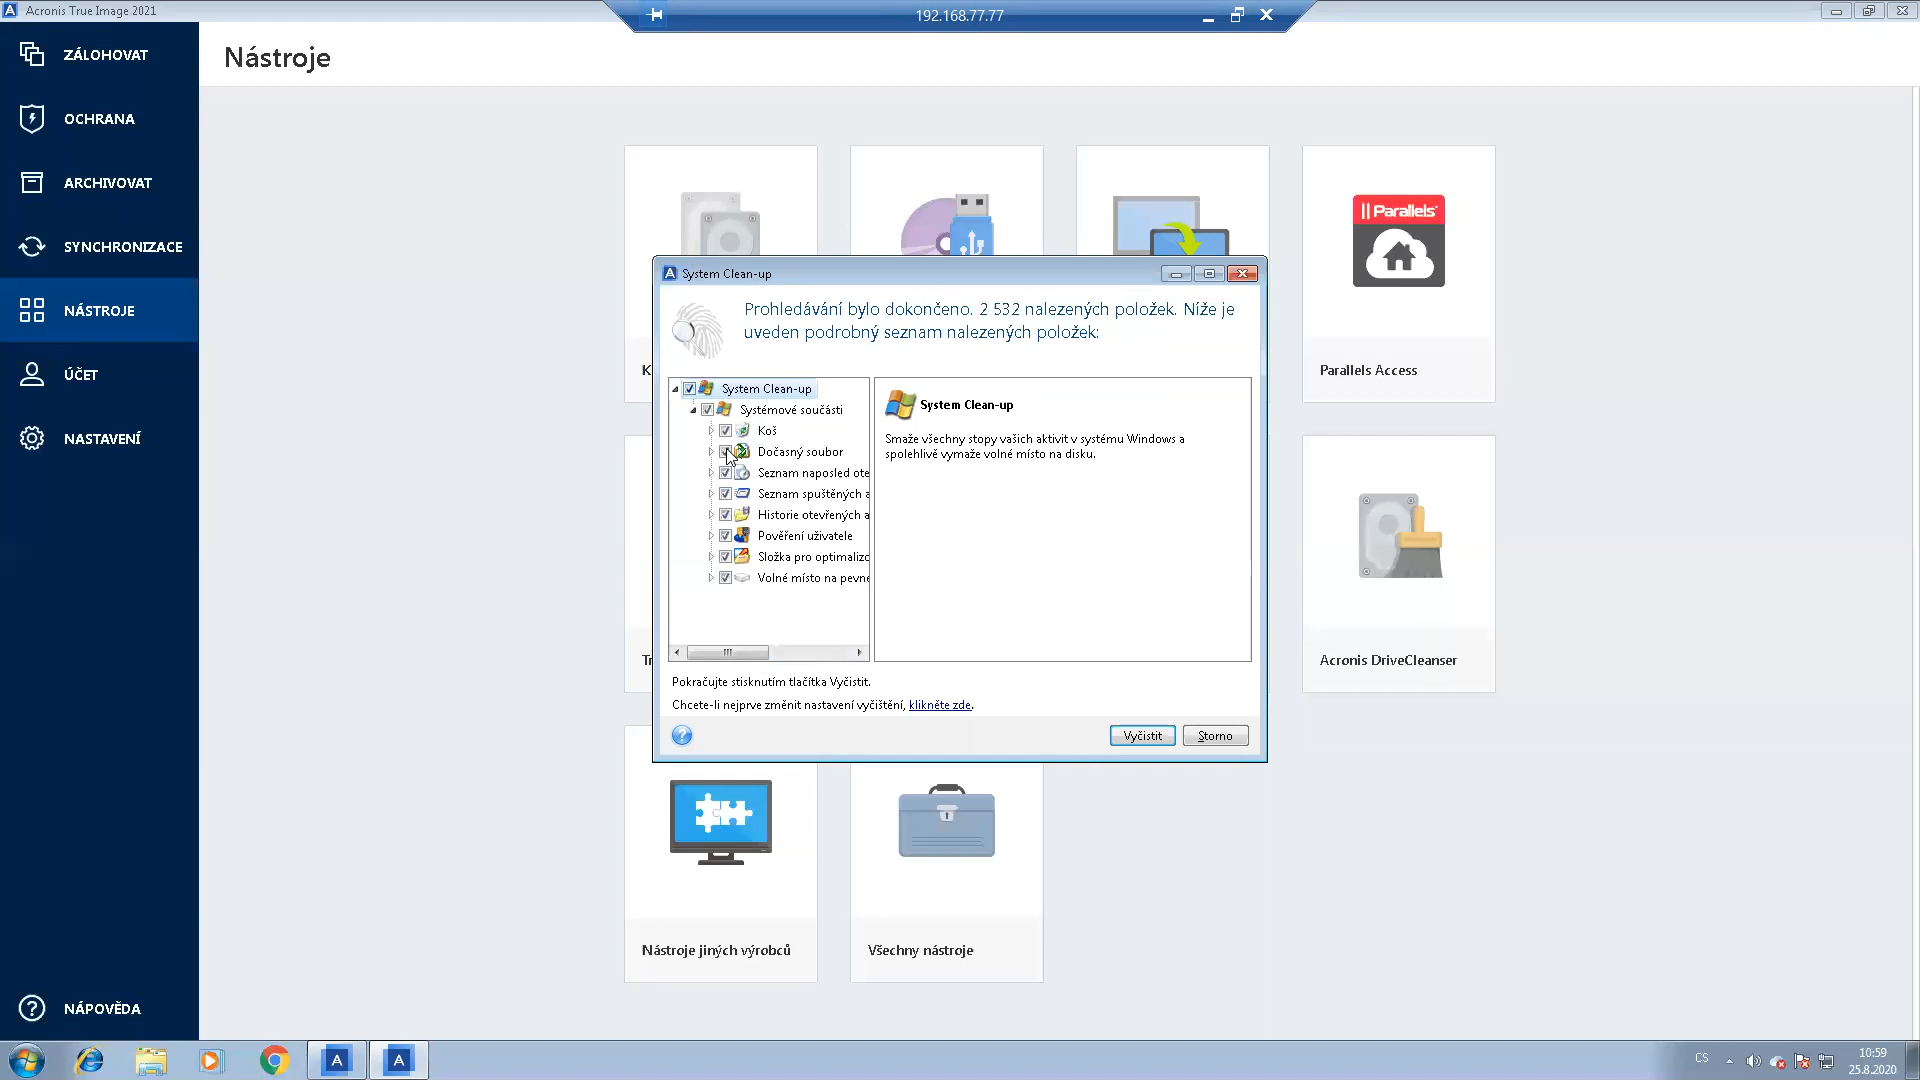 Acronis True Image 2021
192.168.77.77
ZÁLOHOVAT
OCHRANA
ARCHIVOVAT
SYNCHRONIZACE
NÁSTROJE
ÚČET
NASTAVENÍ
NÁPOVĚDA
Nástroje
Parallels
K
Parallels Access
System Clean-up
Prohledávání bylo dokončeno. 2 532 nalezených položek. Níže je
uveden podrobný seznam nalezených položek:
System Clean-up
Systémové součásti
Koš
Dočasný soubor
Seznam naposled ote
Seznam spuštěných a
Historie otevřených a
Pověření uživatele
Složka pro optimalizo
Volné místo na pevné
System Clean-up
Smaže všechny stopy vašich aktivit v systému Windows a
spolehlivě vymaže volné místo na disku.
Pokračujte stisknutím tlačítka Vyčistit.
Chcete-li nejprve změnit nastavení vyčištění, klikněte zde.
Vyčistit
Storno
Tr
Acronis DriveCleanser
Nástroje jiných výrobců
Všechny nástroje
CS
10:59
25.8.2020